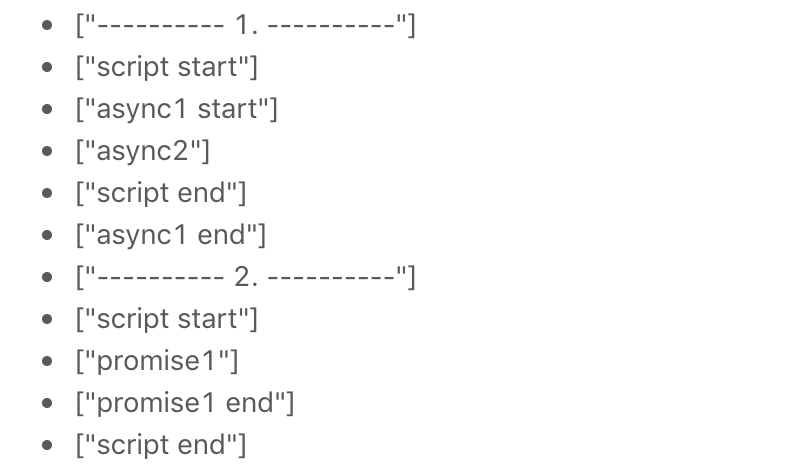 ["---------- 1. ----------"]
["script start"]
["async1 start"]
["async2"]
["script end"]
["async1 end"]
["---------- 2. ----------"]
["script start"]
["promise1"]
["promise1 end"]
["script end"]